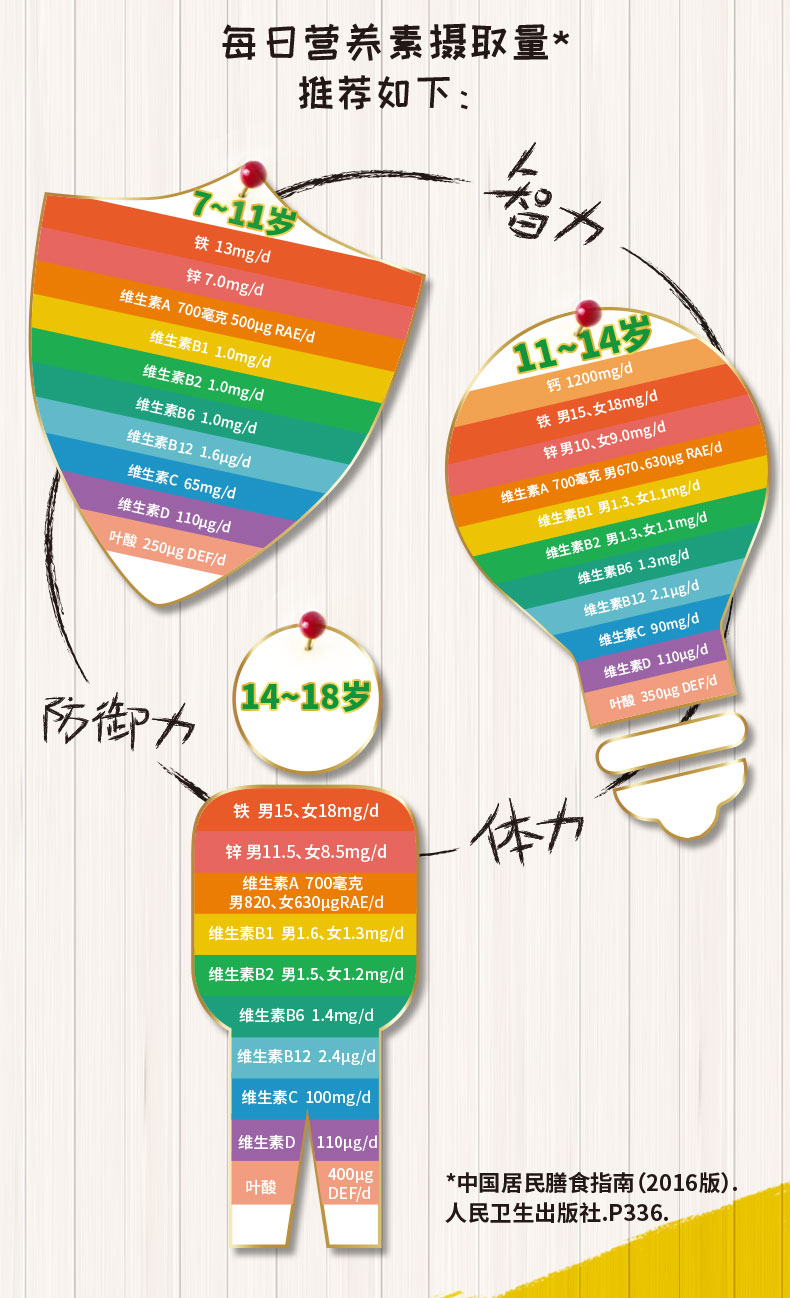 每日营养素摄取量*
推荐如下:
智力
7~11岁
铁 13mg/d
锌 7.0mg/d
维生素A 700毫克 500μg RAE/d
维生素B1 1.0mg/d
维生素B2 1.0mg/d
维生素B6 1.0mg/d
维生素B12 1.6μg/d
维生素C 65mg/d
维生素D 110μg/d
叶酸 250μg DEF/d
11~14岁
钙 1200mg/d
铁 男15、女18mg/d
锌 男10、女9.0mg/d
维生素A 700毫克 男670、630μg RAE/d
维生素B1 男1.3、女1.1mg/d
维生素B2 男1.3、女1.1mg/d
维生素B6 1.3mg/d
维生素B12 2.1μg/d
维生素C 90mg/d
维生素D 110μg/d
叶酸 350μg DEF/d
防御力
体力
14~18岁
铁 男15、女18mg/d
锌 男11.5、女8.5mg/d
维生素A 700毫克
男820、女630μgRAE/d
维生素B1 男1.6、女1.3mg/d
维生素B2 男1.5、女1.2mg/d
维生素B6 1.4mg/d
维生素B12 2.4μg/d
维生素C 100mg/d
维生素D 110μg/d
叶酸 400μg
DEF/d
*中国居民膳食指南(2016版).
人民卫生出版社.P336.